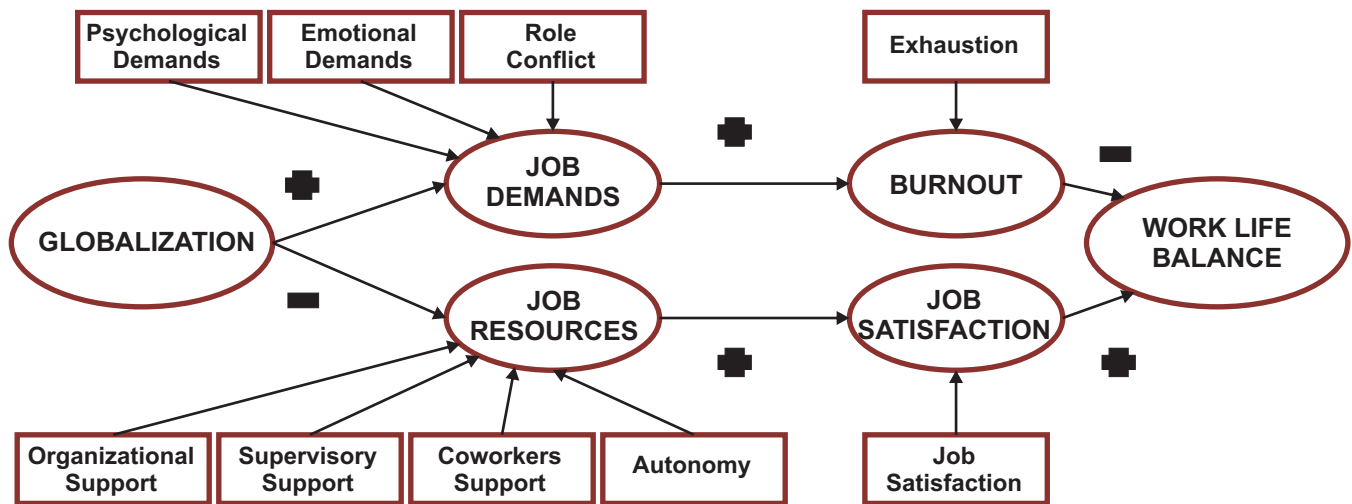 Psychological
Demands
Emotional
Demands
Role
Conflict
Exhaustion
JOB
DEMANDS
BURNOUT
GLOBALIZATION
WORK LIFE
BALANCE
JOB
RESOURCES
JOB
SATISFACTION
Organizational
Support
Supervisory
Support
Coworkers
Support
Autonomy
Job
Satisfaction